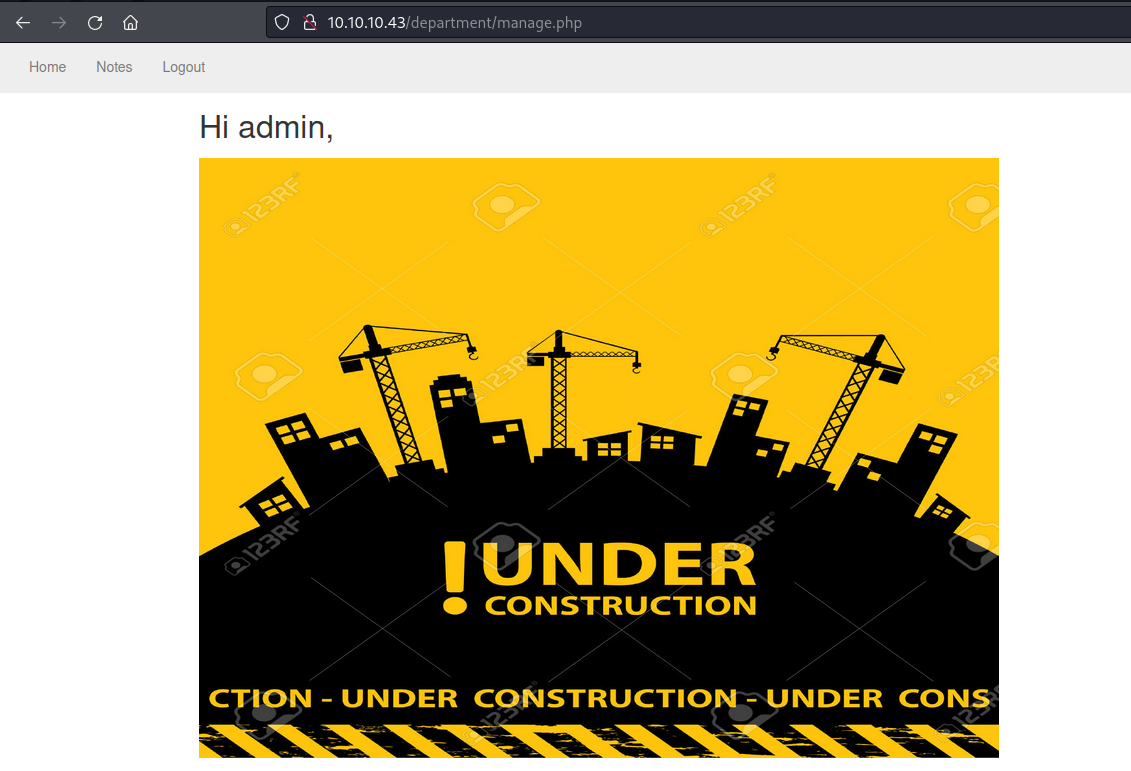 10.10.10.43/department/manage.php
Home Notes Logout
Hi admin,
123RF 123RF
123RF 123RF
! UNDER
CONSTRUCTION
123RF 123RF
CTION - UNDER CONSTRUCTION - UNDER CONS
123RF 123RF